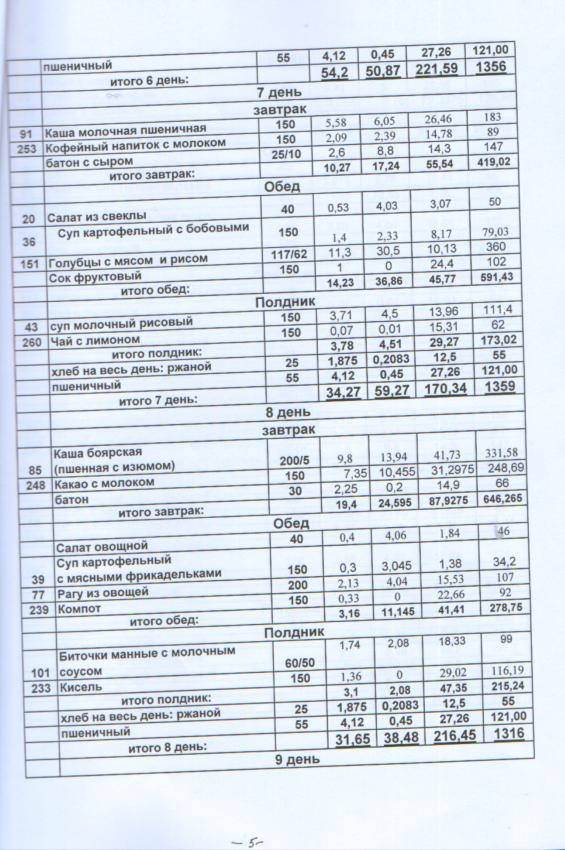 пшеничный 55 4,12 0,45 27,26 121,00
итого 6 день: 54,2 50,87 221,59 1356
7 день
завтрак
91 Каша молочная пшеничная 150 5,58 6,05 26,46 183
253 Кофейный напиток с молоком 150 2,09 2,39 14,78 89
батон с сыром 25/10 2,6 8,8 14,3 147
итого завтрак: 10,27 17,24 55,54 419,02
Обед
20 Салат из свеклы 40 0,53 4,03 3,07 50
36 Суп картофельный с бобовыми 150 1,4 2,33 8,17 79,03
151 Голубцы с мясом и рисом 117/62 11,3 30,5 10,13 360
Сок фруктовый 150 1 0 24,4 102
итого обед: 14,23 36,86 45,77 591,43
Полдник
43 суп молочный рисовый 150 3,71 4,5 13,96 111,4
260 Чай с лимоном 150 0,07 0,01 15,31 62
итого полдник: 3,78 4,51 29,27 173,02
хлеб на весь день: ржаной 25 1,875 0,2083 12,5 55
пшеничный 55 4,12 0,45 27,26 121,00
итого 7 день: 34,27 59,27 170,34 1359
8 день
завтрак
Каша боярская
85 (пшенная с изюмом) 200/5 9,8 13,94 41,73 331,58
248 Какао с молоком 150 7,35 10,455 31,2975 248,69
батон 30 2,25 0,2 14,9 66
итого завтрак: 19,4 24,595 87,9275 646,265
Обед
Салат овощной 40 0,4 4,06 1,84 46
Суп картофельный
39 с мясными фрикадельками 150 0,3 3,045 1,38 34,2
77 Рагу из овощей 200 2,13 4,04 15,53 107
239 Компот 150 0,33 0 22,66 92
итого обед: 3,16 11,145 41,41 278,75
Полдник
Биточки манные с молочным 1,74 2,08 18,33 99
101 соусом 60/50
233 Кисель 150 1,36 0 29,02 116,19
итого полдник: 3,1 2,08 47,35 215,24
хлеб на весь день: ржаной 25 1,875 0,2083 12,5 55
пшеничный 55 4,12 0,45 27,26 121,00
итого 8 день: 31,65 38,48 216,45 1316
9 день
- 5-